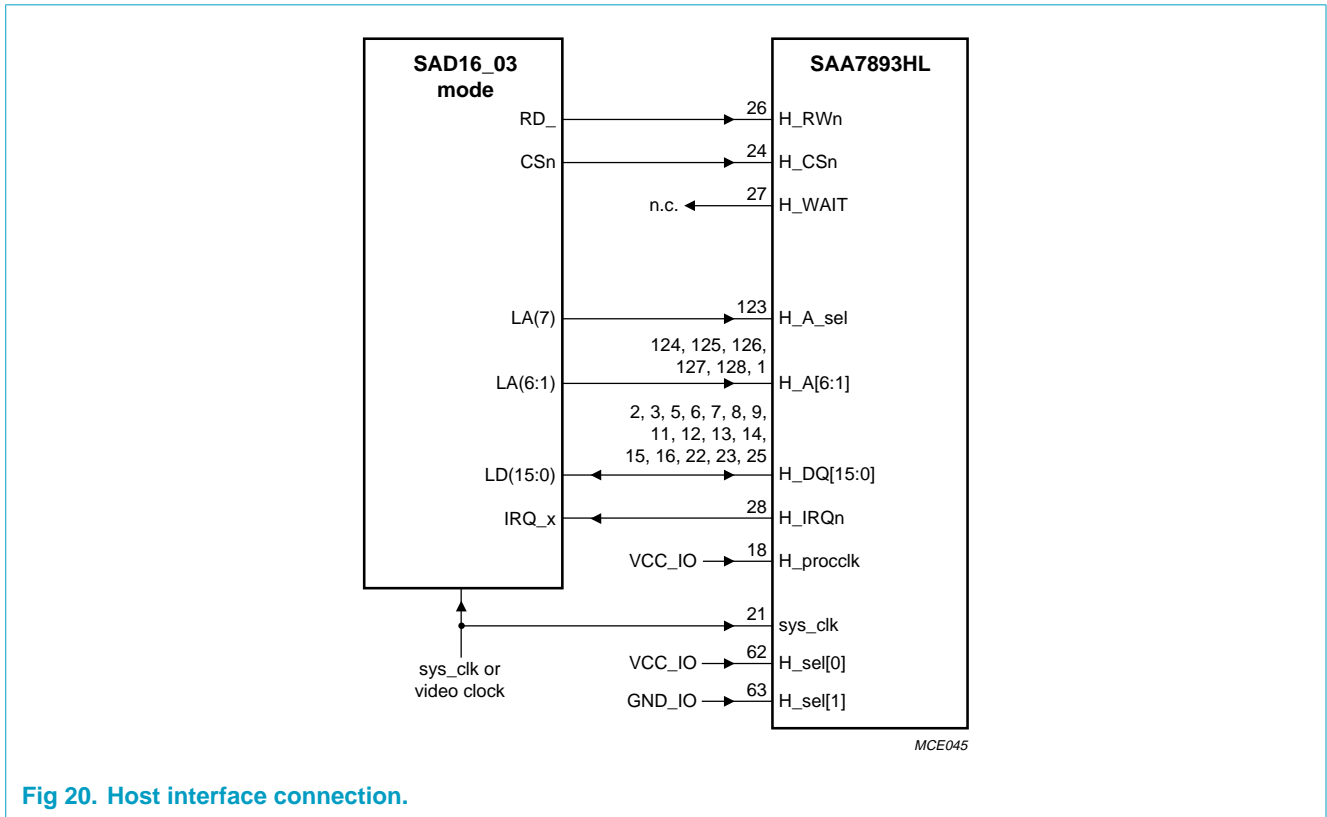 SAD16_03
mode
SAA7893HL
RD_
26
H_RWn
CSn
24
H_CSn
n.c.
27
H_WAIT
LA(7)
123
H_A_sel
124, 125, 126,
127, 128, 1
LA(6:1)
H_A[6:1]
2, 3, 5, 6, 7, 8, 9,
11, 12, 13, 14,
15, 16, 22, 23, 25
LD(15:0)
H_DQ[15:0]
IRQ_x
28
H_IRQn
VCC_IO
18
H_procclk
21
sys_clk
sys_clk or
video clock
VCC_IO
62
H_sel[0]
GND_IO
63
H_sel[1]
MCE045
Fig 20. Host interface connection.